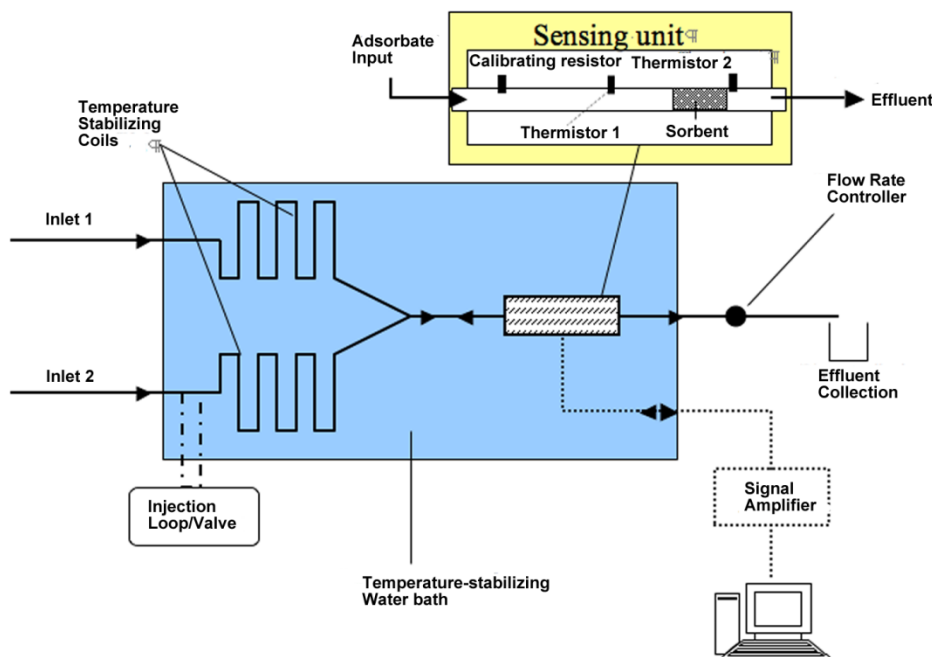 Sensing unit¶
Adsorbate
Input
Calibrating resistor
Thermistor 2
¶
Thermistor 1
Sorbent
Effluent
Temperature
Stabilizing
Coils
¶
Inlet 1
Flow Rate
Controller
Inlet 2
Effluent
Collection
Injection
Loop/Valve
Signal
Amplifier
Temperature-stabilizing
Water bath